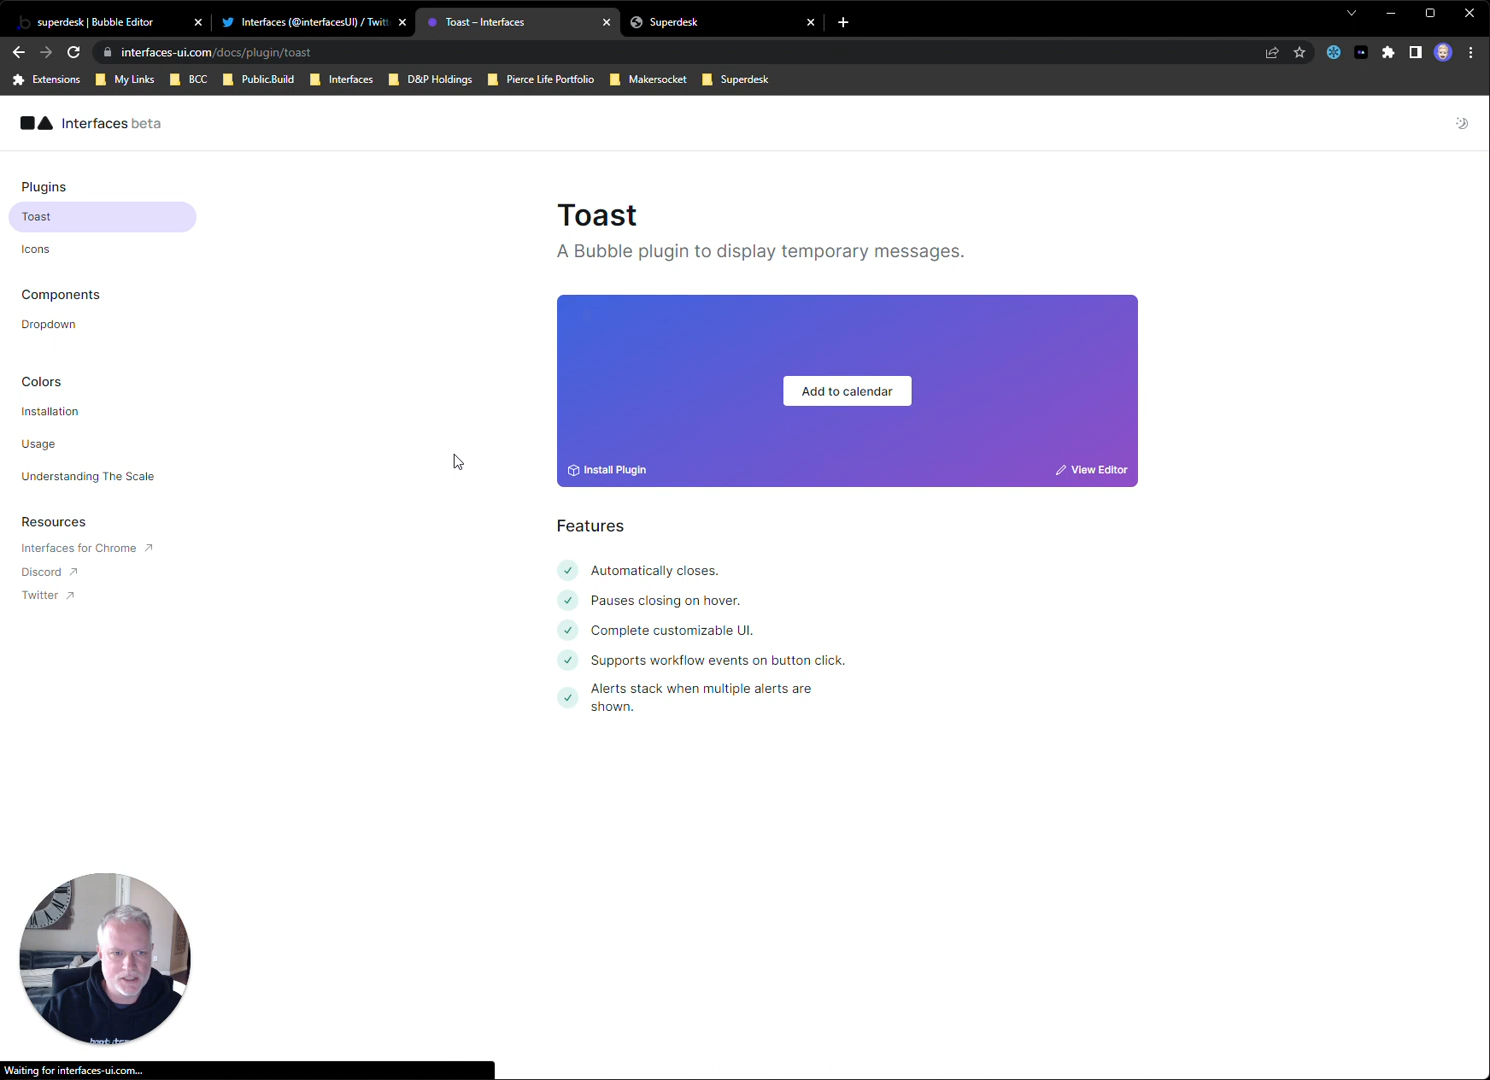 superdesk | Bubble Editor
Interfaces (@interfacesUI) / Twit
Toast – Interfaces
Superdesk
interfaces-ui.com/docs/plugin/toast
Extensions
My Links
BCC
Public.Build
Interfaces
D&P Holdings
Pierce Life Portfolio
Makersocket
Superdesk
Interfaces beta
Plugins
Toast
Icons
Components
Dropdown
Colors
Installation
Usage
Understanding The Scale
Resources
Interfaces for Chrome
Discord
Twitter
Toast
A Bubble plugin to display temporary messages.
Add to calendar
Install Plugin
View Editor
Features
Automatically closes.
Pauses closing on hover.
Complete customizable UI.
Supports workflow events on button click.
Alerts stack when multiple alerts are
shown.
Waiting for interfaces-ui.com...